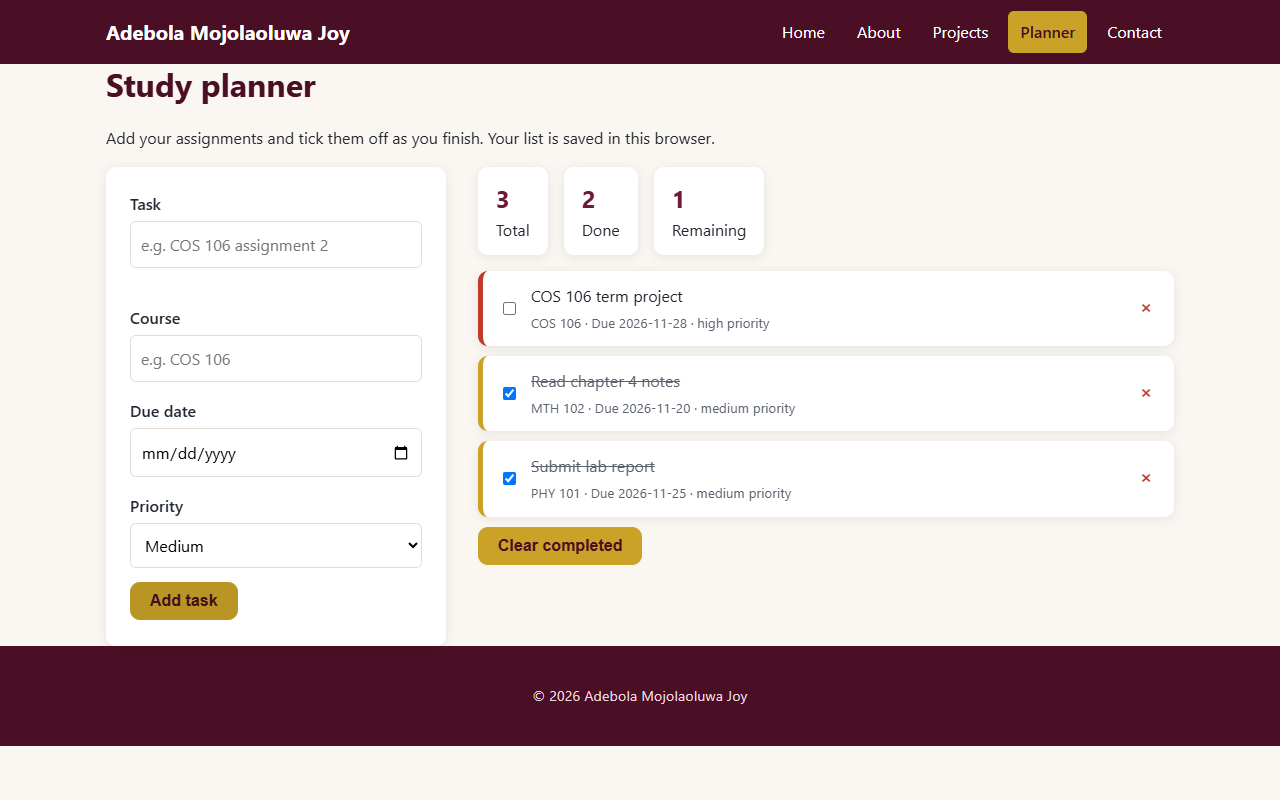 Adebola Mojolaoluwa Joy
Home
About
Projects
Planner
Contact
Study planner
Add your assignments and tick them off as you finish. Your list is saved in this browser.
Task
e.g. COS 106 assignment 2
Course
e.g. COS 106
Due date
mm/dd/yyyy
Priority
Medium
Add task
3
Total
2
Done
1
Remaining
COS 106 term project
COS 106 · Due 2026-11-28 · high priority
×
Read chapter 4 notes
MTH 102 · Due 2026-11-20 · medium priority
×
Submit lab report
PHY 101 · Due 2026-11-25 · medium priority
×
Clear completed
© 2026 Adebola Mojolaoluwa Joy